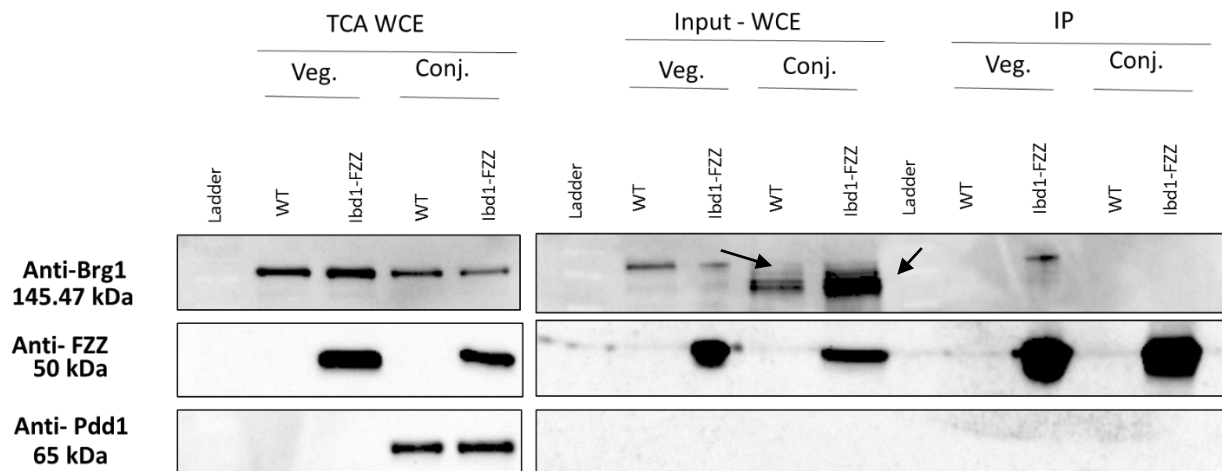 TCA WCE
Input - WCE
IP
Veg.
Conj.
Veg.
Conj.
Veg.
Conj.
Ladder
WT
Ibd1-FZZ
WT
Ibd1-FZZ
Ladder
WT
Ibd1-FZZ
WT
Ibd1-FZZ
Ladder
WT
Ibd1-FZZ
WT
Ibd1-FZZ
Anti-Brg1
145.47 kDa
Anti- FZZ
50 kDa
Anti- Pdd1
65 kDa